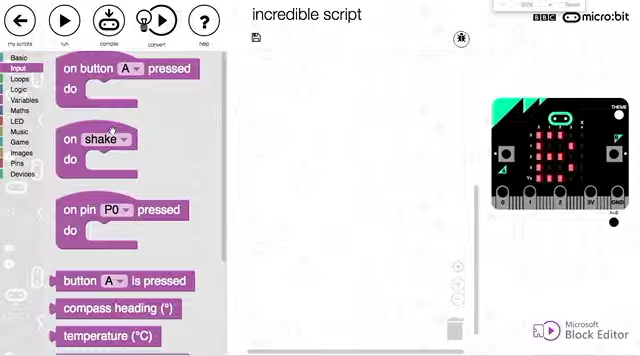 incredible script
80%
Reset
BBC micro:bit
my scripts
run
compile
convert
help
Basic
Input
Loops
Logic
Variables
Maths
LED
Music
Game
Images
Pins
Devices
on button A pressed
do
on shake
do
on pin P0 pressed
do
button A is pressed
compass heading (°)
temperature (°C)
THEME
0 1 2 3V GND
A+B
Microsoft
Block Editor